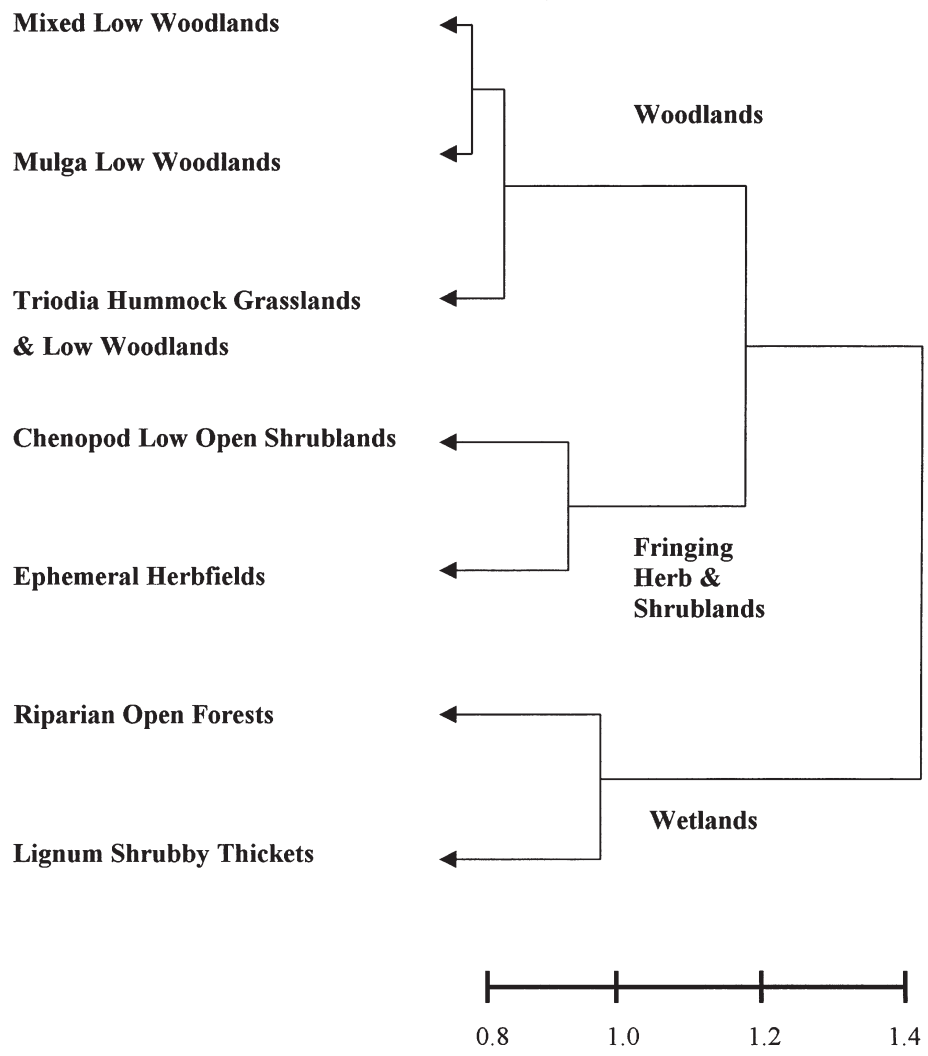 Mixed Low Woodlands
Woodlands
Mulga Low Woodlands
Triodia Hummock Grasslands
& Low Woodlands
Chenopod Low Open Shrublands
Fringing
Herb &
Shrublands
Ephemeral Herbfields
Riparian Open Forests
Wetlands
Lignum Shrubby Thickets
0.8 1.0 1.2 1.4